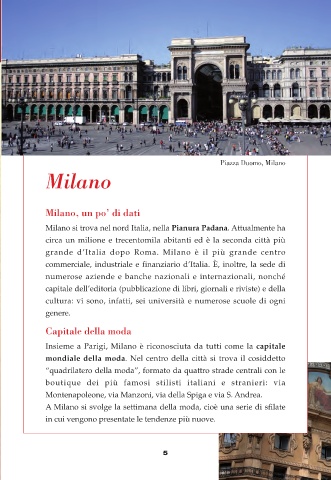 Piazza Duomo, Milano
Milano
Milano, un po' di dati
Milano si trova nel nord Italia, nella Pianura Padana. Attualmente ha
circa un milione e trecentomila abitanti ed è la seconda città più
grande d'Italia dopo Roma. Milano è il più grande centro
commerciale, industriale e finanziario d'Italia. È, inoltre, la sede di
numerose aziende e banche nazionali e internazionali, nonché
capitale dell'editoria (pubblicazione di libri, giornali e riviste) e della
cultura: vi sono, infatti, sei università e numerose scuole di ogni
genere.
Capitale della moda
Insieme a Parigi, Milano è riconosciuta da tutti come la capitale
mondiale della moda. Nel centro della città si trova il cosiddetto
"quadrilatero della moda", formato da quattro strade centrali con le
boutique dei più famosi stilisti italiani e stranieri: via
Montenapoleone, via Manzoni, via della Spiga e via S. Andrea.
A Milano si svolge la settimana della moda, cioè una serie di sfilate
in cui vengono presentate le tendenze più nuove.
5